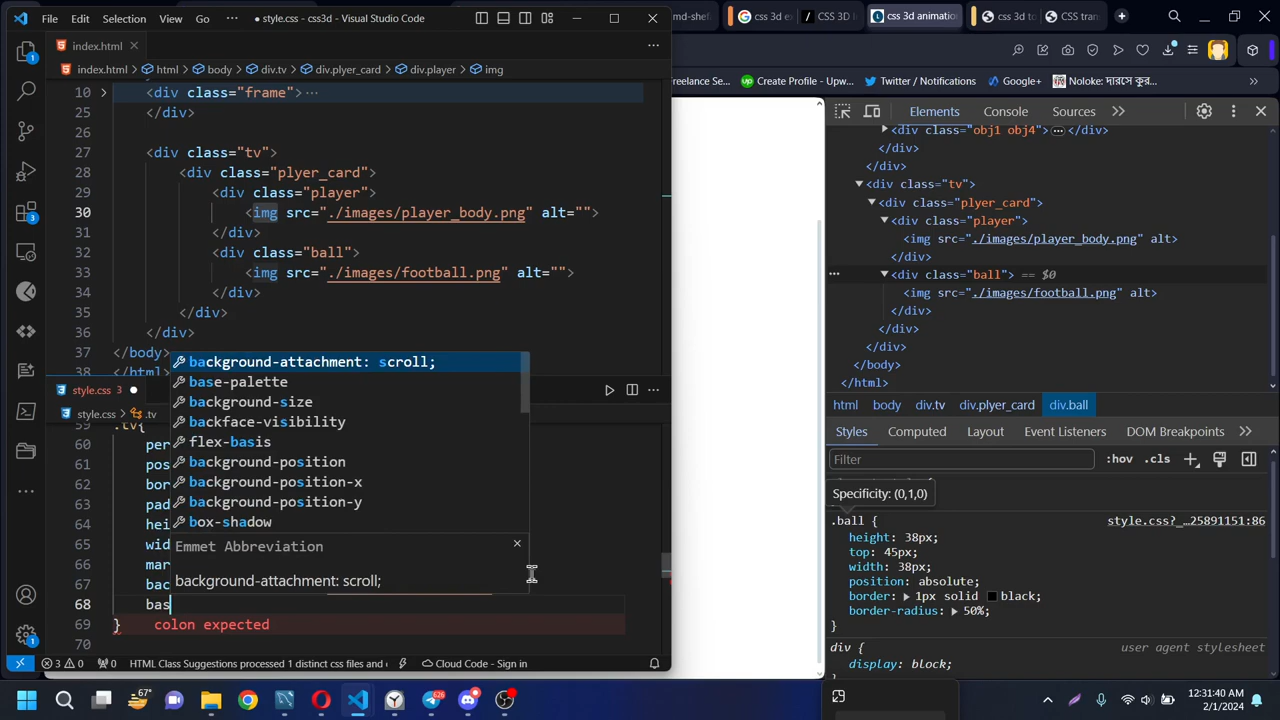 File Edit Selection View Go ··· ● style.css - css3d - Visual Studio Code
index.html
index.html > html > body > div.tv > div.plyer_card > div.player > img
10 <div class="frame"> ···
25 </div>
26
27 <div class="tv">
28 <div class="plyer_card">
29 <div class="player">
30 <img src="./images/player_body.png" alt="">
31 </div>
32 <div class="ball">
33 <img src="./images/football.png" alt="">
34 </div>
35 </div>
36 </div>
37 </body>
38 </html>
style.css 3 ●
style.css > .tv
59 .tv{
60 per
61 pos
62 bor
63 pad
64 hei
65 wid
66 mar
67 bac
68 bas
69 } colon expected
70
background-attachment: scroll;
base-palette
background-size
backface-visibility
flex-basis
background-position
background-position-x
background-position-y
box-shadow
Emmet Abbreviation
background-attachment: scroll;
3 0 0 HTML Class Suggestions processed 1 distinct css files and Cloud Code - Sign in
md-shef css 3d e CSS 3D css 3d animatio css 3d t CSS tran
reelance Se Create Profile - Upw... Twitter / Notifications Google+ Noloke: দারসে কুর...
Elements Console Sources
<div class="obj1 obj4"> ··· </div>
</div>
</div>
<div class="tv">
<div class="plyer_card">
<div class="player">
<img src="./images/player_body.png" alt>
</div>
··· <div class="ball"> == $0
<img src="./images/football.png" alt>
</div>
</div>
</div>
</body>
</html>
html body div.tv div.plyer_card div.ball
Styles Computed Layout Event Listeners DOM Breakpoints
Filter :hov .cls
Specificity: (0,1,0)
.ball { style.css?_…25891151:86
height: 38px;
top: 45px;
width: 38px;
position: absolute;
border: 1px solid black;
border-radius: 50%;
}
div { user agent stylesheet
display: block;
67° 626 12:31:40 AM
2/1/2024